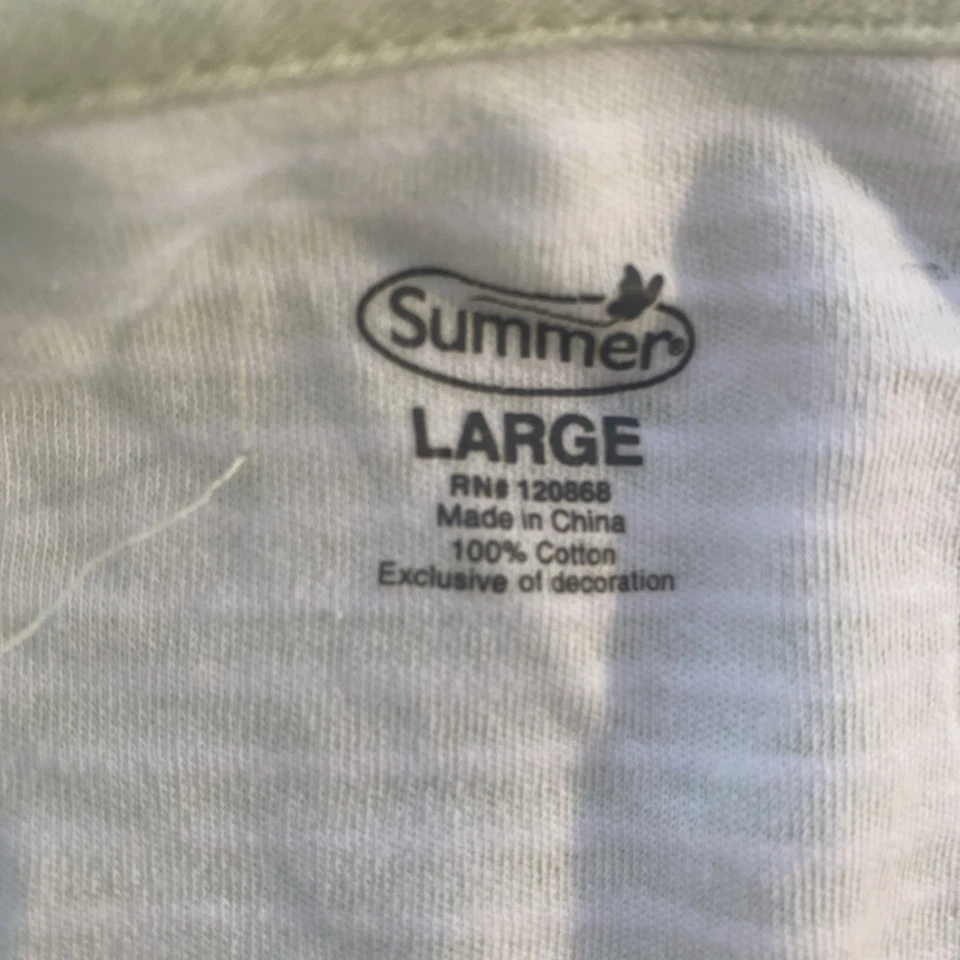 Summer®
LARGE
RN# 120868
Made in China
100% Cotton
Exclusive of decoration